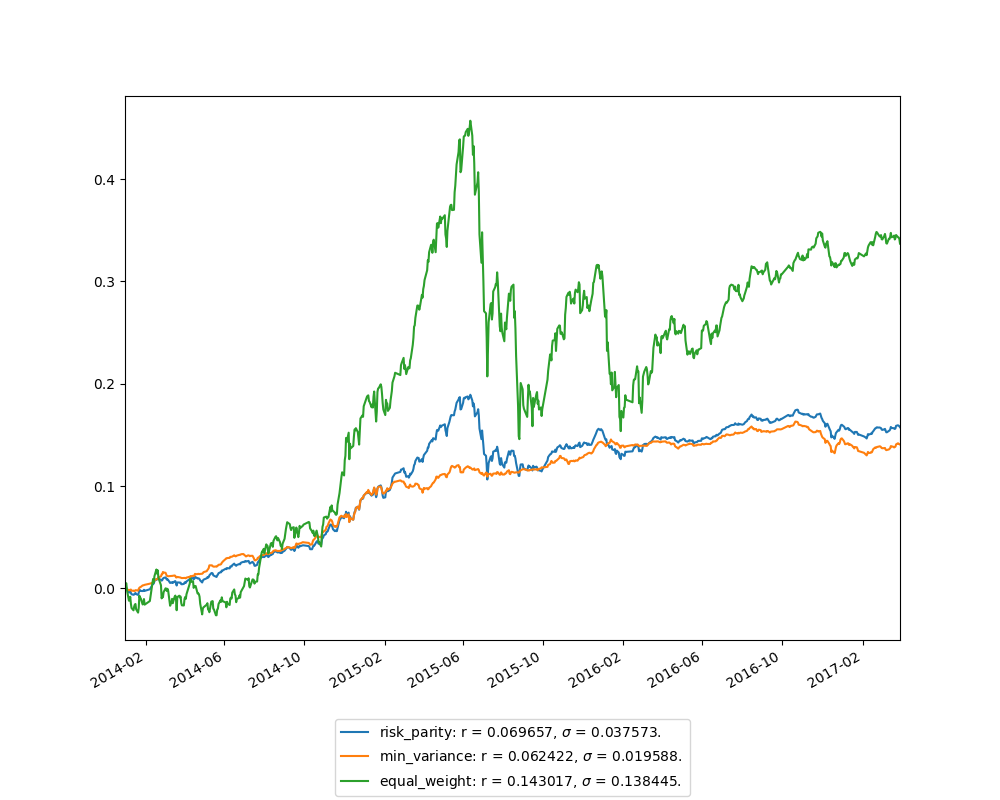 0.4
0.3
0.2
0.1
0.0
2014-02 2014-06 2014-10 2015-02 2015-06 2015-10 2016-02 2016-06 2016-10 2017-02
risk_parity: r = 0.069657, σ = 0.037573.
min_variance: r = 0.062422, σ = 0.019588.
equal_weight: r = 0.143017, σ = 0.138445.